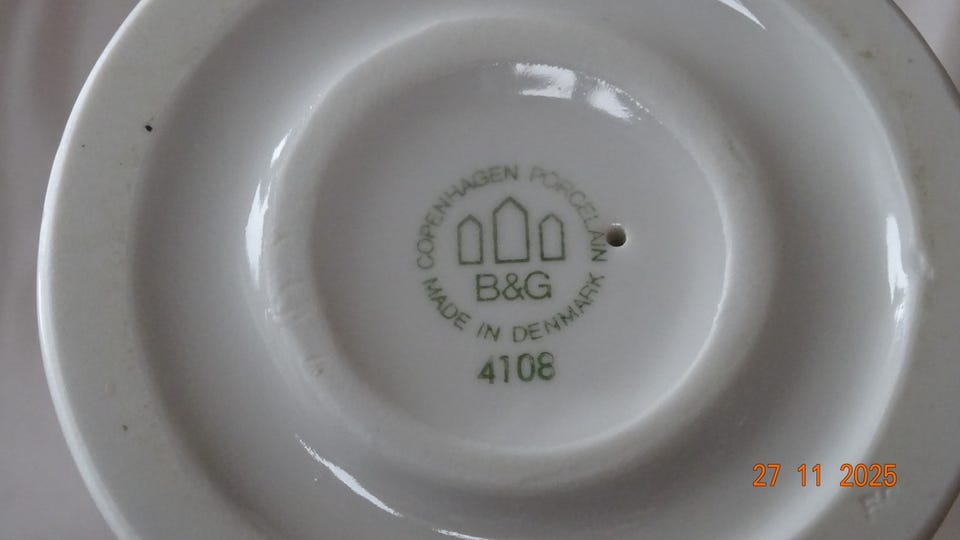 COPENHAGEN PORCELAIN
B&G
MADE IN DENMARK
4108
27 11 2025